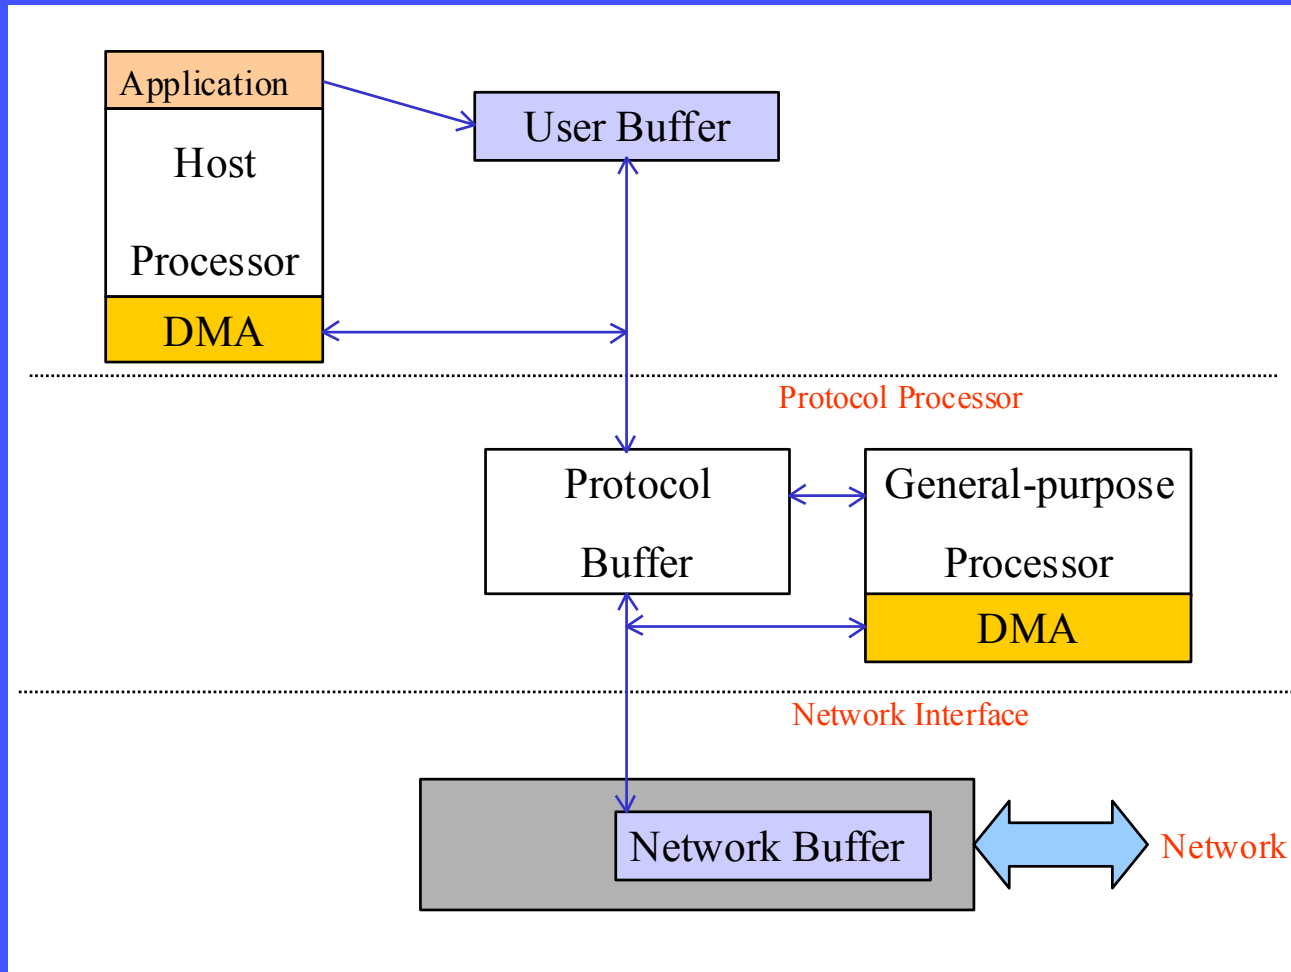 Application
Host
Processor
DMA
User Buffer
Protocol Processor
Protocol
Buffer
General-purpose
Processor
DMA
Network Interface
Network Buffer
Network